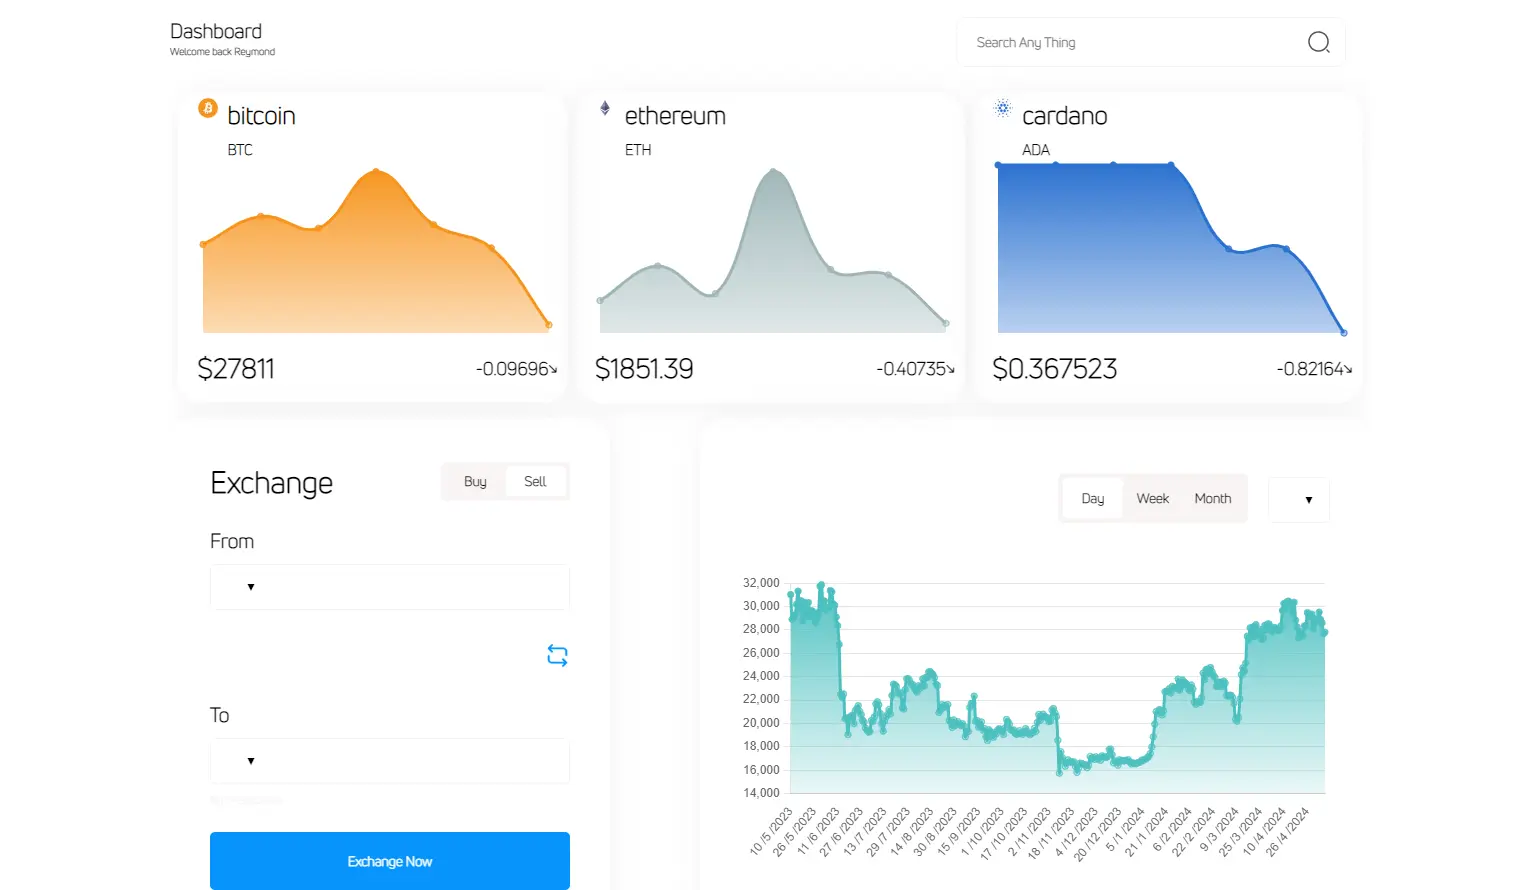 Dashboard
Welcome back Reymond
Search Any Thing
bitcoin
BTC
$27811
-0.09696↘
ethereum
ETH
$1851.39
-0.40735↘
cardano
ADA
$0.367523
-0.82164↘
Exchange
Buy
Sell
From
▼
To
▼
Exchange Now
Day
Week
Month
▼
32,000
30,000
28,000
26,000
24,000
22,000
20,000
18,000
16,000
14,000
10 /5 /2023
26 /5 /2023
11 /6 /2023
27 /6 /2023
13 /7 /2023
29 /7 /2023
14 /8 /2023
30 /8 /2023
15 /9 /2023
1 /10 /2023
17 /10 /2023
2 /11 /2023
18 /11 /2023
4 /12 /2023
20 /12 /2023
5 /1 /2024
21 /1 /2024
6 /2 /2024
22 /2 /2024
9 /3 /2024
25 /3 /2024
10 /4 /2024
26 /4 /2024